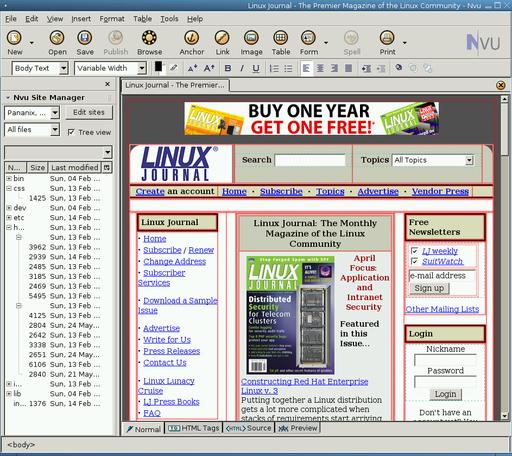 Linux Journal - The Premier Magazine of the Linux Community - Nvu
File Edit View Insert Format Table Tools Help
New Open Save Publish Browse Anchor Link Image Table Form Spell Print NVU
Body Text Variable Width B I U
Nvu Site Manager
Linux Journal - The Premier...
Pananix, ... Edit sites
All files Tree view
N... Size Last modified
bin Sun, 04 Feb ...
css Sun, 13 Feb ...
1425 Sun, 13 Feb ...
dev Sun, 04 Feb ...
etc Sun, 14 Feb ...
h... Sun, 13 Feb ...
Sun, 13 Feb ...
3962 Sun, 13 Feb ...
2939 Sun, 14 Feb ...
2485 Sun, 13 Feb ...
3185 Sun, 13 Feb ...
2469 Sun, 13 Feb ...
5495 Sun, 13 Feb ...
Sun, 13 Feb ...
4125 Sun, 13 Feb ...
2804 Sun, 24 May...
2642 Sun, 13 Feb ...
3338 Sun, 13 Feb ...
2651 Sun, 24 May...
6106 Sun, 13 Feb ...
2840 Sun, 21 May...
i... Sun, 13 Feb ...
lib Sun, 04 Feb ...
in... 1376 Sun, 14 Feb ...
BUY ONE YEAR
GET ONE FREE!*
LINUX
JOURNAL
Search Topics All Topics
Create an account Home • Subscribe • Topics • Advertise • Vendor Press
Linux Journal
• Home
• Subscribe / Renew
• Change Address
• Subscriber
Services
• Download a Sample
Issue
• Advertise
• Write for Us
• Press Releases
• Contact Us
• Linux Lunacy
Cruise
• LJ Press Books
• FAQ
Linux Journal: The Monthly
Magazine of the Linux
Community
LINUX
JOURNAL
Distributed
Security for
Telecom
Clusters
April
Focus:
Application
and
Intranet
Security
Featured
in this
Issue...
Constructing Red Hat Enterprise
Linux v. 3
Putting together a Linux distribution
gets a lot more complicated when
stacks of requirements start arriving
Free
Newsletters
LJ weekly
SuitWatch
e-mail address
Sign up
Other Mailing Lists
Login
Nickname
Password
Login
Don't have an
Normal HTML Tags Source Preview
<body>